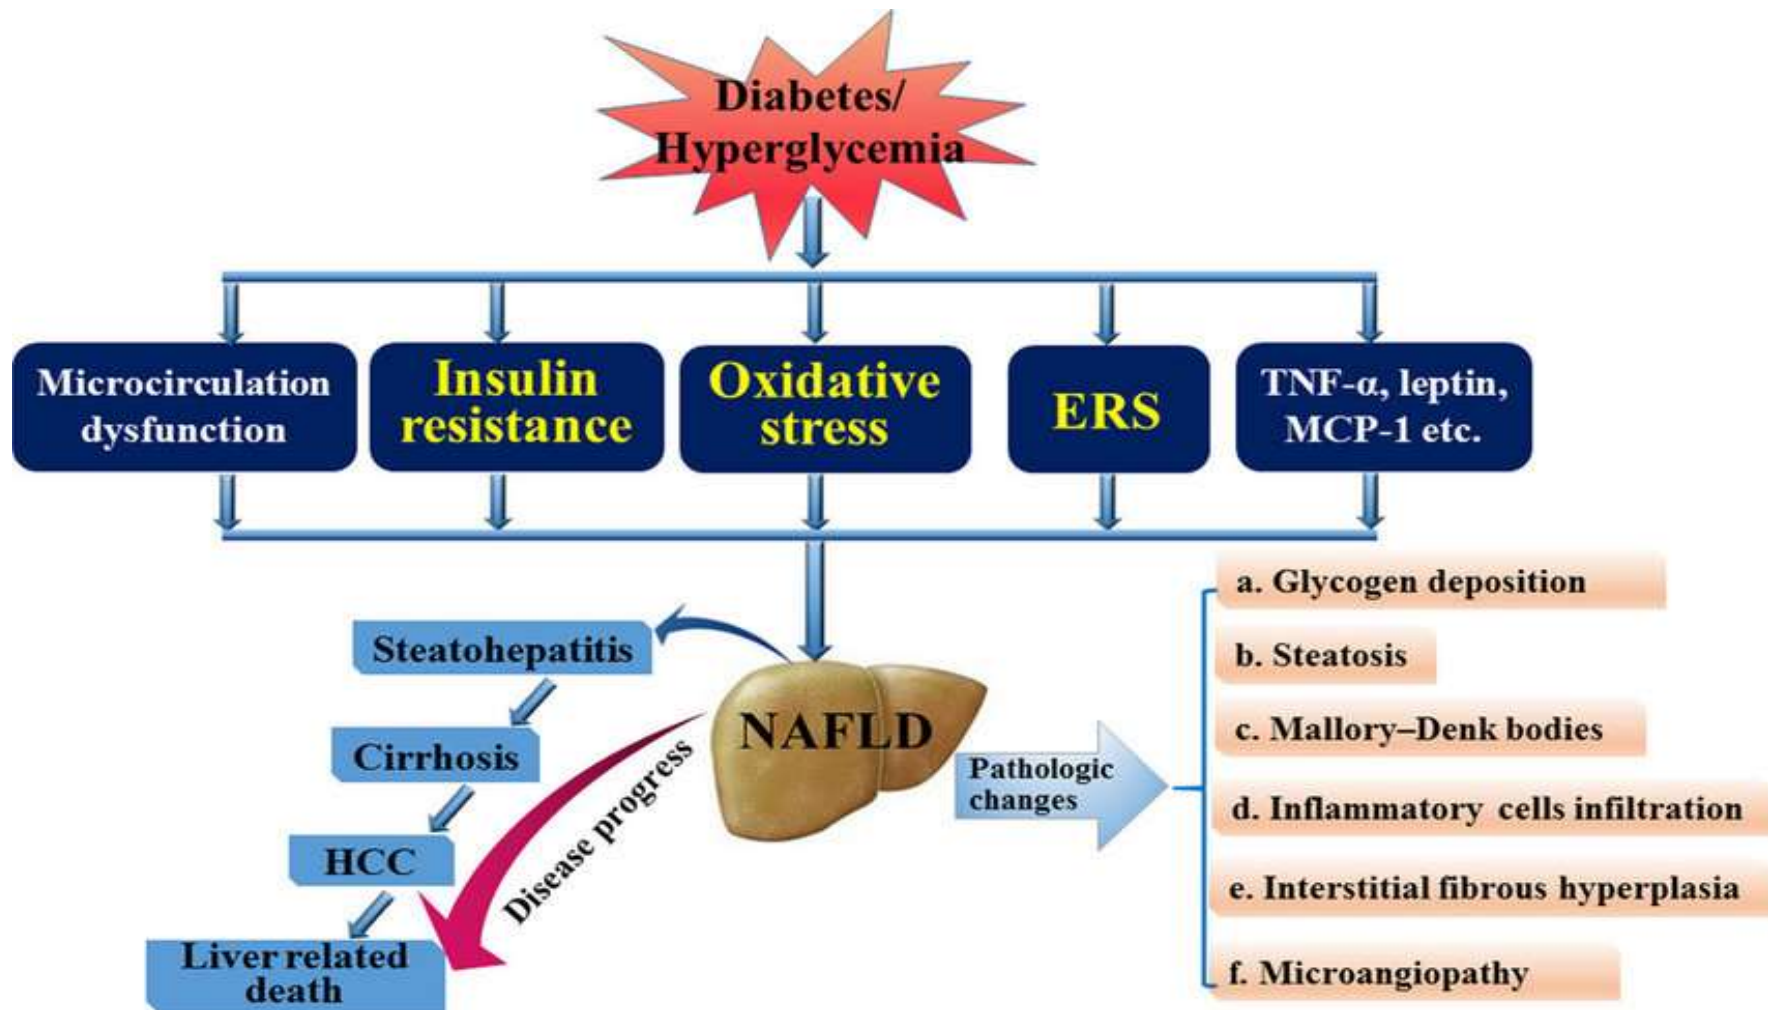 Diabetes/
Hyperglycemia
Microcirculation
dysfunction
Insulin
resistance
Oxidative
stress
ERS
TNF-α, leptin,
MCP-1 etc.
Steatohepatitis
Cirrhosis
HCC
Liver related
death
Disease progress
NAFLD
Pathologic
changes
a. Glycogen deposition
b. Steatosis
c. Mallory–Denk bodies
d. Inflammatory cells infiltration
e. Interstitial fibrous hyperplasia
f. Microangiopathy